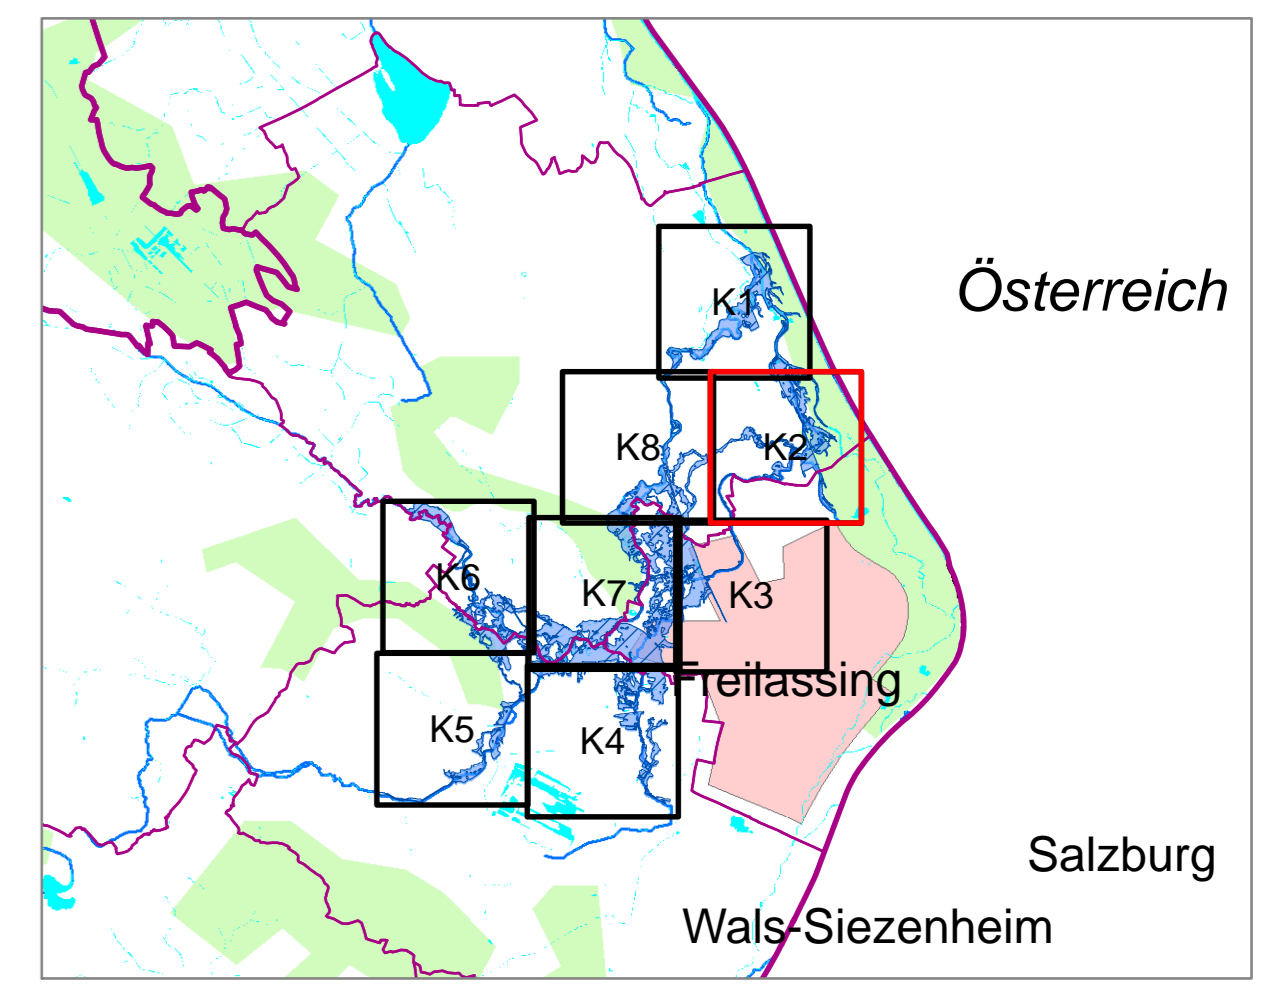 Österreich
K1
K8
K2
K6
K7
K3
Freilassing
K5
K4
Salzburg
Wals-Siezenheim